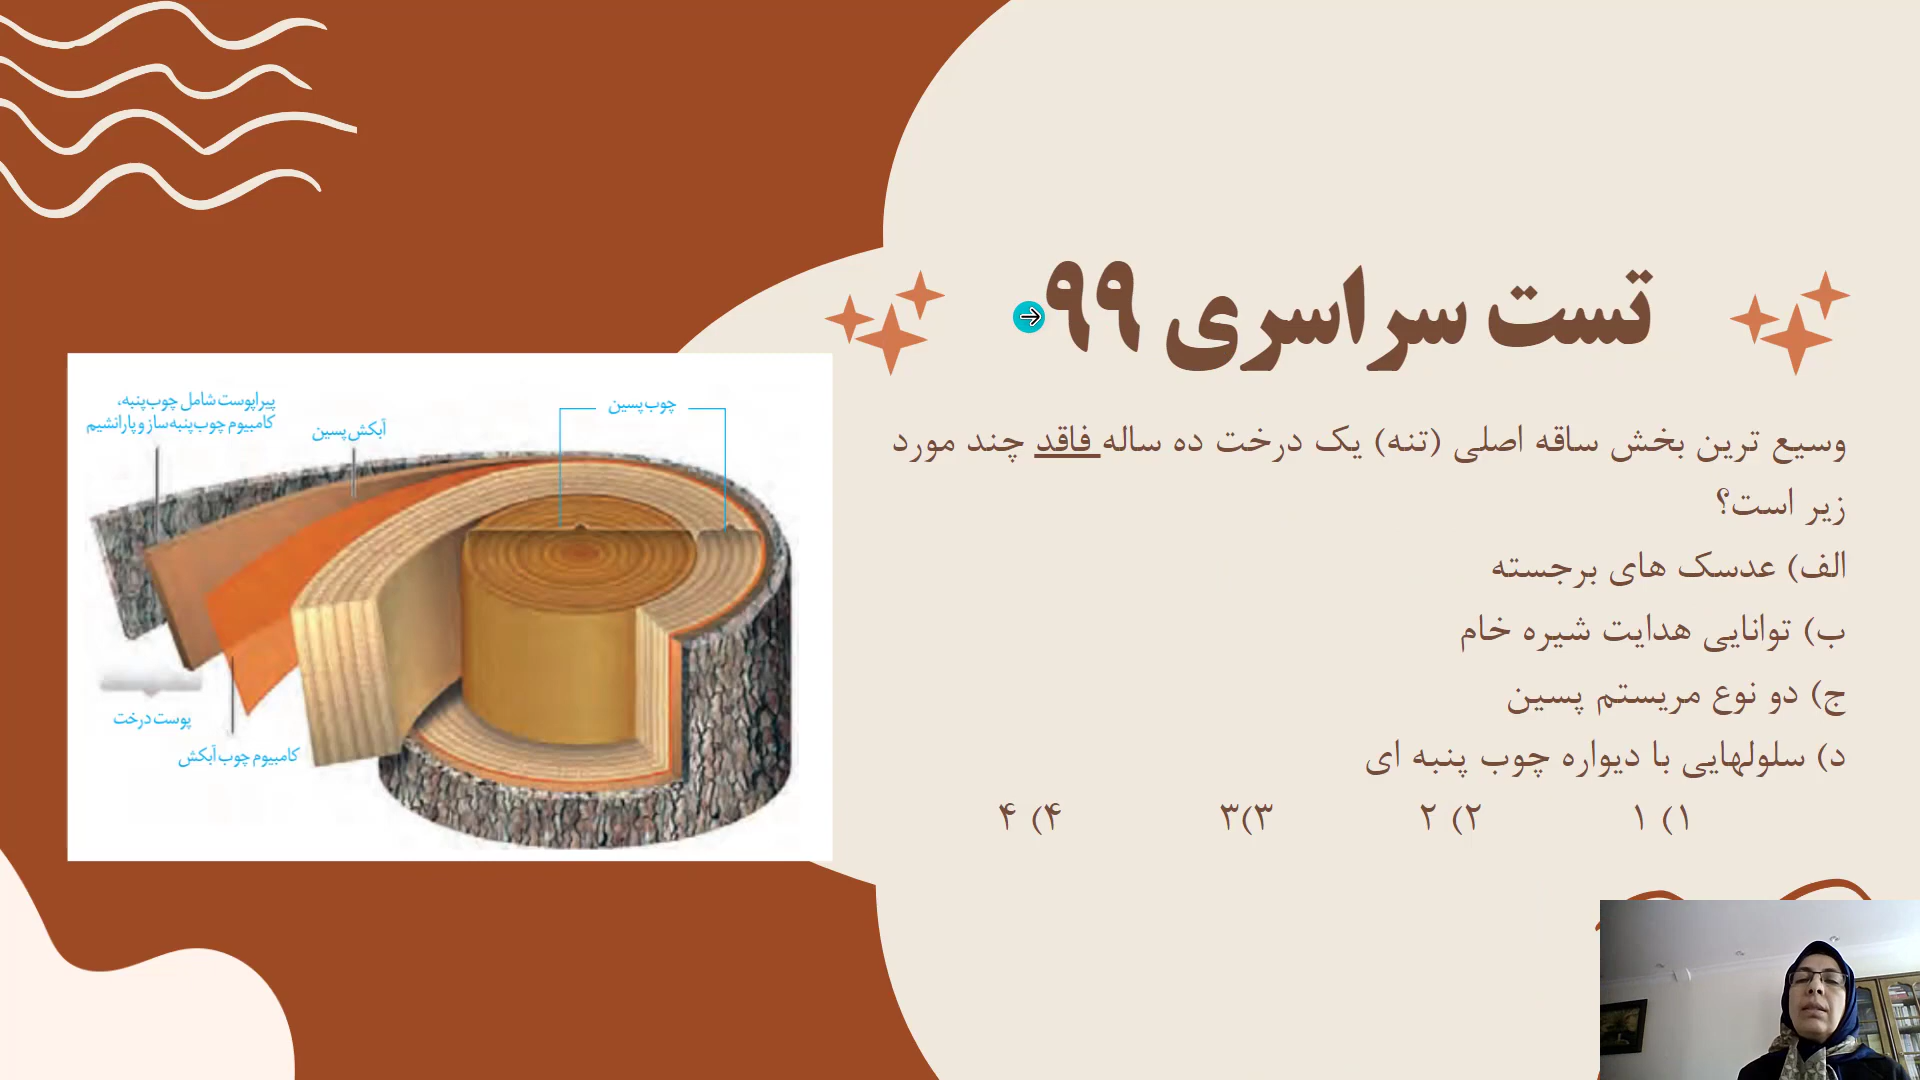 تست سراسری ۹۹
وسیع ترین بخش ساقه اصلی (تنه) یک درخت ده ساله فاقد چند مورد
زیر است؟
الف) عدسک های برجسته
ب) توانایی هدایت شیره خام
ج) دو نوع مریستم پسین
د) سلولهایی با دیواره چوب پنبه ای
۱) ۱ ۲) ۲ ۳)۳ ۴) ۴
چوب پسین
آبکش پسین
پیراپوست شامل چوب‌پنبه،
کامبیوم چوب‌پنبه‌ساز و پارانشیم
پوست درخت
کامبیوم چوب آبکش